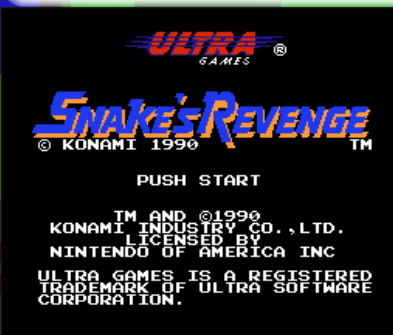 ULTRA ®
GAMES
SNAKE'S REVENGE
© KONAMI 1990 TM
PUSH START
TM AND ©1990
KONAMI INDUSTRY CO.,LTD.
LICENSED BY
NINTENDO OF AMERICA INC
ULTRA GAMES IS A REGISTERED
TRADEMARK OF ULTRA SOFTWARE
CORPORATION.